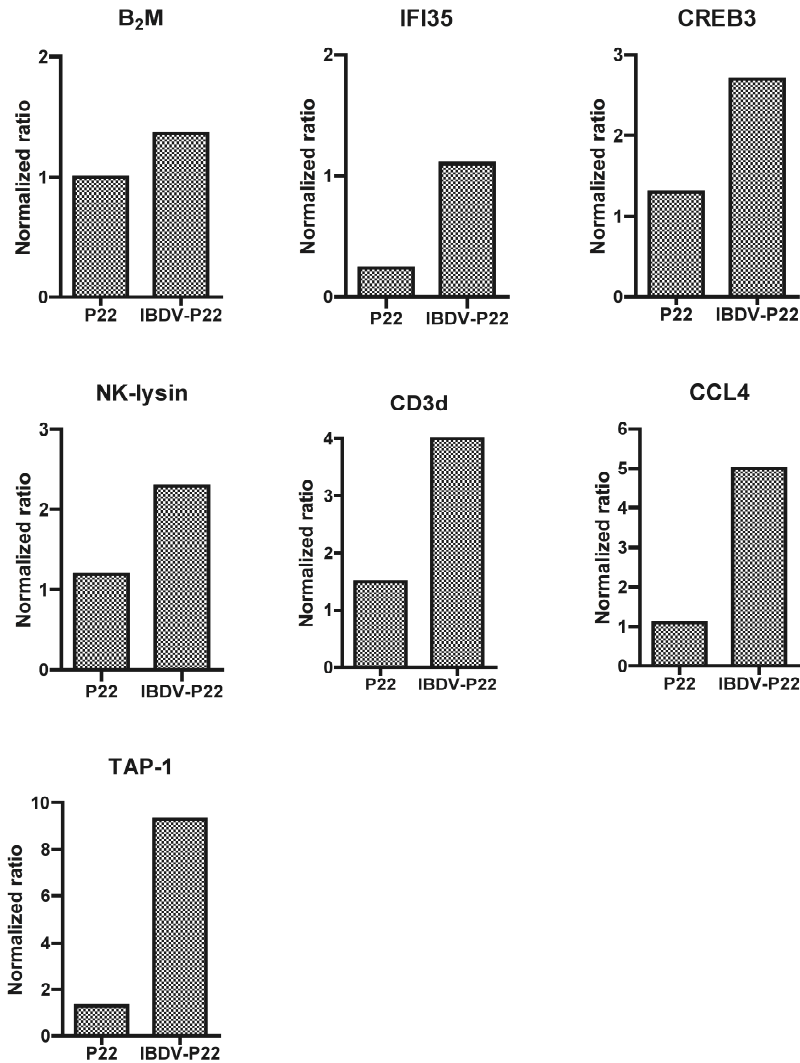 B₂M
Normalized ratio
2
1
0
P22 IBDV-P22
IFI35
Normalized ratio
2
1
0
P22 IBDV-P22
CREB3
Normalized ratio
3
2
1
0
P22 IBDV-P22
NK-lysin
Normalized ratio
3
2
1
0
P22 IBDV-P22
CD3d
Normalized ratio
4
3
2
1
0
P22 IBDV-P22
CCL4
Normalized ratio
6
5
4
3
2
1
0
P22 IBDV-P22
TAP-1
Normalized ratio
10
8
6
4
2
0
P22 IBDV-P22